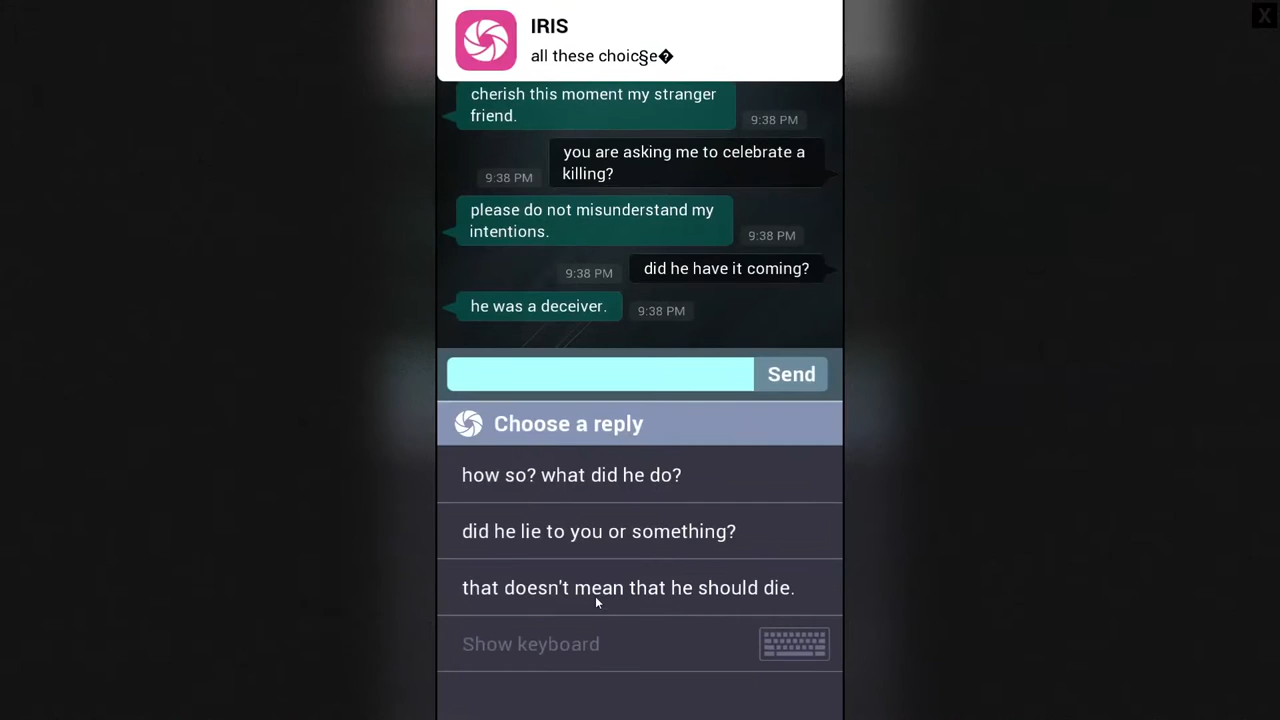 X
IRIS
all these choic§e�
cherish this moment my stranger
friend.
9:38 PM
you are asking me to celebrate a
killing?
9:38 PM
please do not misunderstand my
intentions.
9:38 PM
did he have it coming?
9:38 PM
he was a deceiver.
9:38 PM
Send
Choose a reply
how so? what did he do?
did he lie to you or something?
that doesn't mean that he should die.
Show keyboard